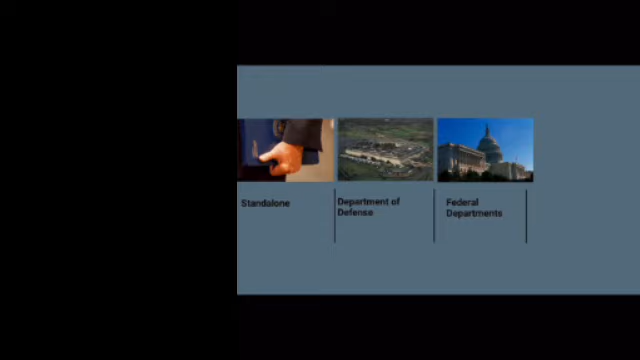 Standalone
Department of
Defense
Federal
Departments